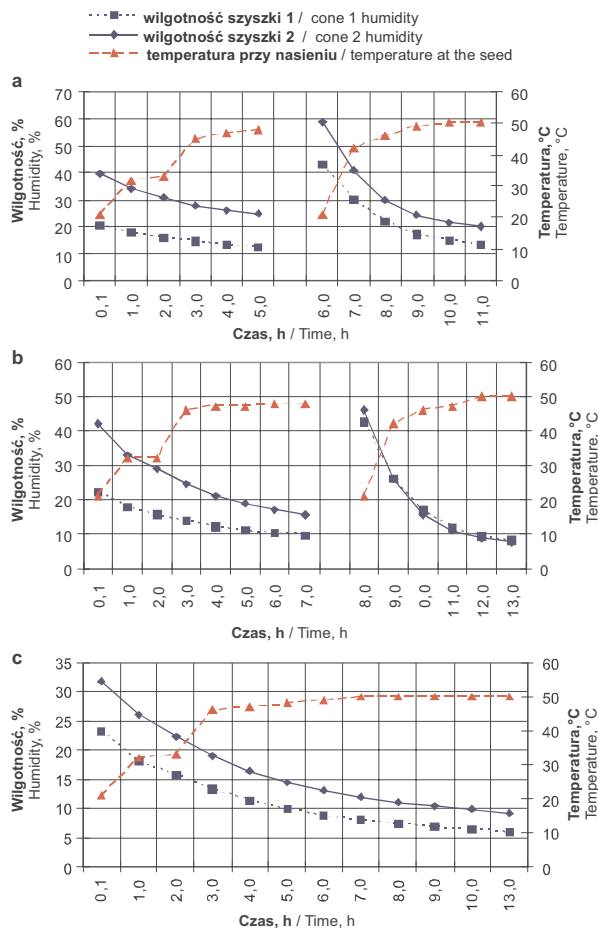 wilgotność szyszki 1 / cone 1 humidity
wilgotność szyszki 2 / cone 2 humidity
temperatura przy nasieniu / temperature at the seed
a
Wilgotność, %
Humidity, %
70
60
50
40
30
20
10
0
60
50
40
30
20
10
0
Temperatura,°C
Temperature, °C
0,1 1,0 2,0 3,0 4,0 5,0 6,0 7,0 8,0 9,0 10,0 11,0
Czas, h / Time, h
b
Wilgotność, %
Humidity, %
60
50
40
30
20
10
0
60
50
40
30
20
10
0
Temperatura,°C
Temperature. °C
0,1 1,0 2,0 3,0 4,0 5,0 6,0 7,0 8,0 9,0 0,0 11,0 12,0 13,0
Czas, h / Time, h
c
Wilgotność, %
Humidity, %
35
30
25
20
15
10
5
0
60
50
40
30
20
10
0
Temperatura,°C
Temperature, °C
0,1 1,0 2,0 3,0 4,0 5,0 6,0 7,0 8,0 9,0 10,0 13,0
Czas, h / Time, h